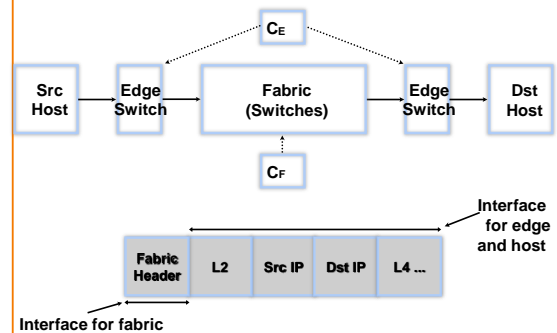 CE
Src
Host
Edge
Switch
Fabric
(Switches)
Edge
Switch
Dst
Host
CF
Interface
for edge
and host
Fabric
Header
L2
Src IP
Dst IP
L4 ...
Interface for fabric